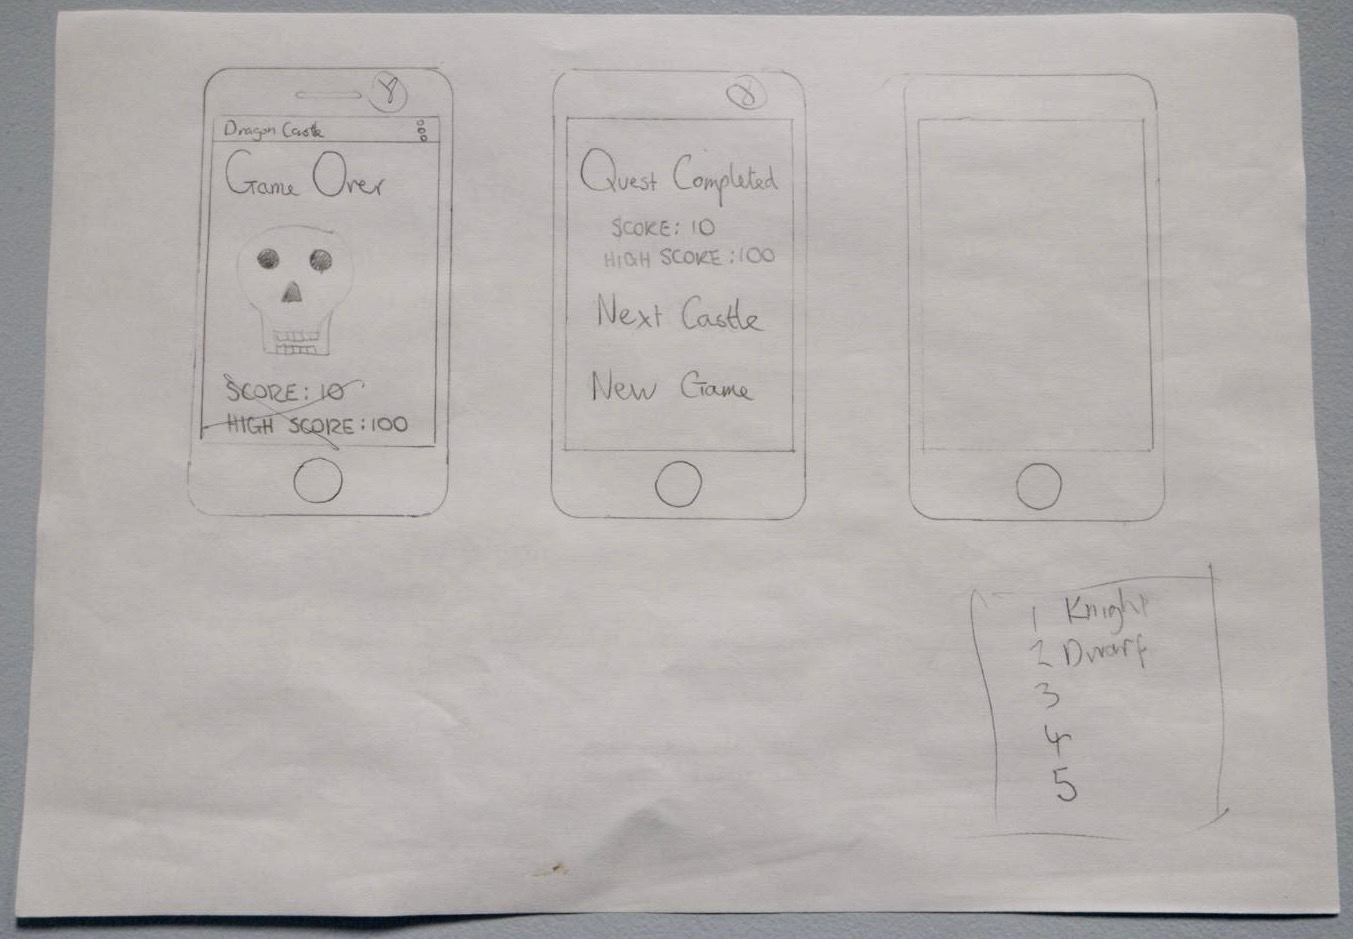 Dragon Castle
Game Over
SCORE: 10
HIGH SCORE: 100
8
Quest Completed
SCORE: 10
HIGH SCORE: 100
Next Castle
New Game
1 Knight
2 Dwarf
3
4
5